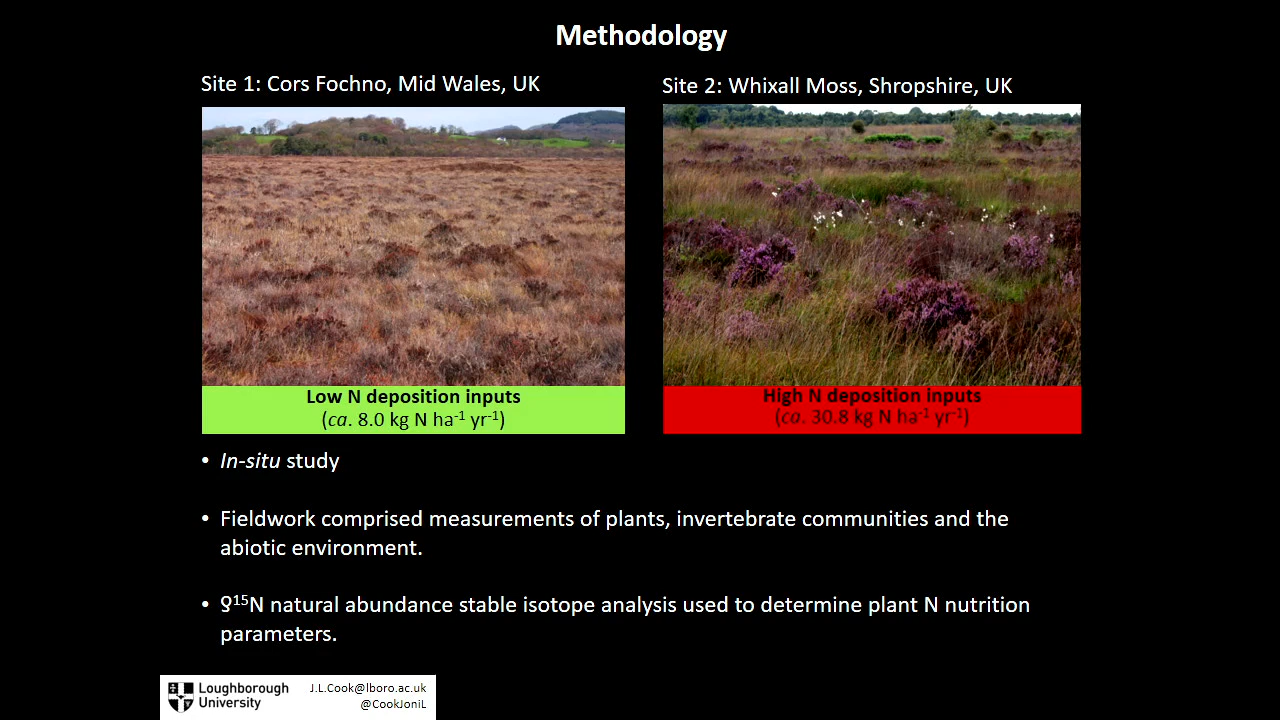 Methodology
Site 1: Cors Fochno, Mid Wales, UK
Site 2: Whixall Moss, Shropshire, UK
Low N deposition inputs
(ca. 8.0 kg N ha⁻¹ yr⁻¹)
High N deposition inputs
(ca. 30.8 kg N ha⁻¹ yr⁻¹)
• In-situ study
• Fieldwork comprised measurements of plants, invertebrate communities and the
abiotic environment.
• ⚲¹⁵N natural abundance stable isotope analysis used to determine plant N nutrition
parameters.
Loughborough
University
J.L.Cook@lboro.ac.uk
@CookJoniL